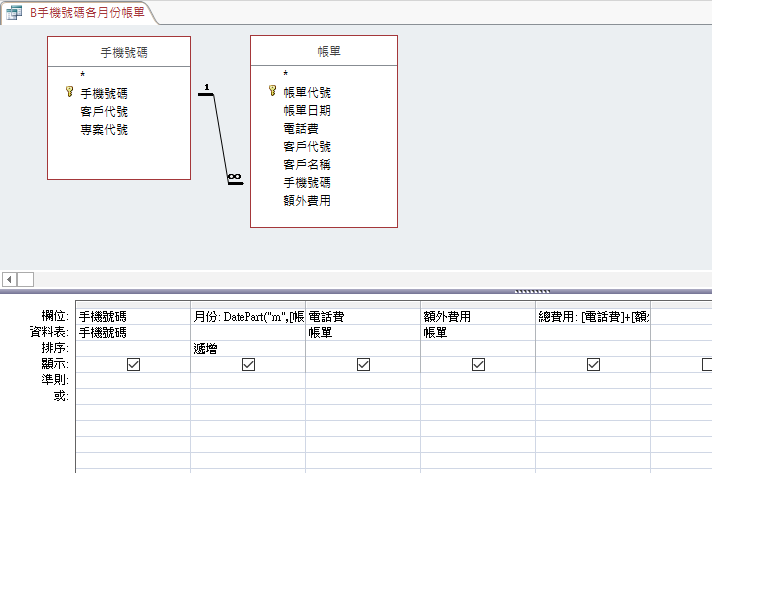 B手機號碼各月份帳單
手機號碼
*
手機號碼
客戶代號
專案代號
1
∞
帳單
*
帳單代號
帳單日期
電話費
客戶代號
客戶名稱
手機號碼
額外費用
欄位: 手機號碼 月份: DatePart("m",[帳 電話費 額外費用 總費用: [電話費]+[額
資料表: 手機號碼 帳單 帳單
排序: 遞增
顯示:
準則:
或: